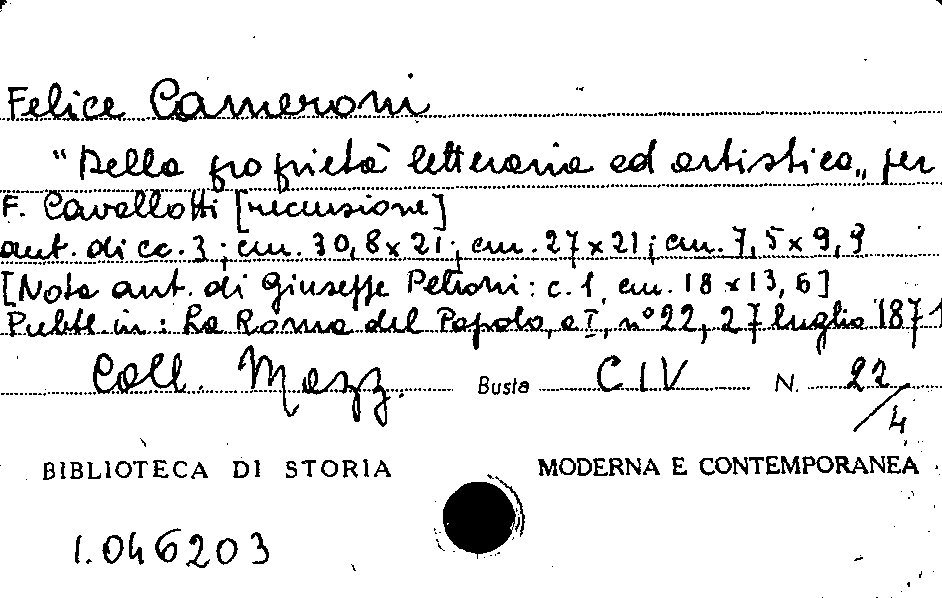 Felice Cameroni
"Della proprietà letteraria ed artistica" per
F. Cavallotti [recensione]
aut. di cc. 3; cm. 30,8x21; cm. 27x21; cm. 7,5x9,9
[Nota aut. di Giuseppe Petroni: c. 1, cm. 18x13,6]
Pubbl. in: La Roma del Popolo, a I, n° 22, 27 luglio 1871
Coll. Mazz. Busta CIV N. 22/4
BIBLIOTECA DI STORIA MODERNA E CONTEMPORANEA
1.046203